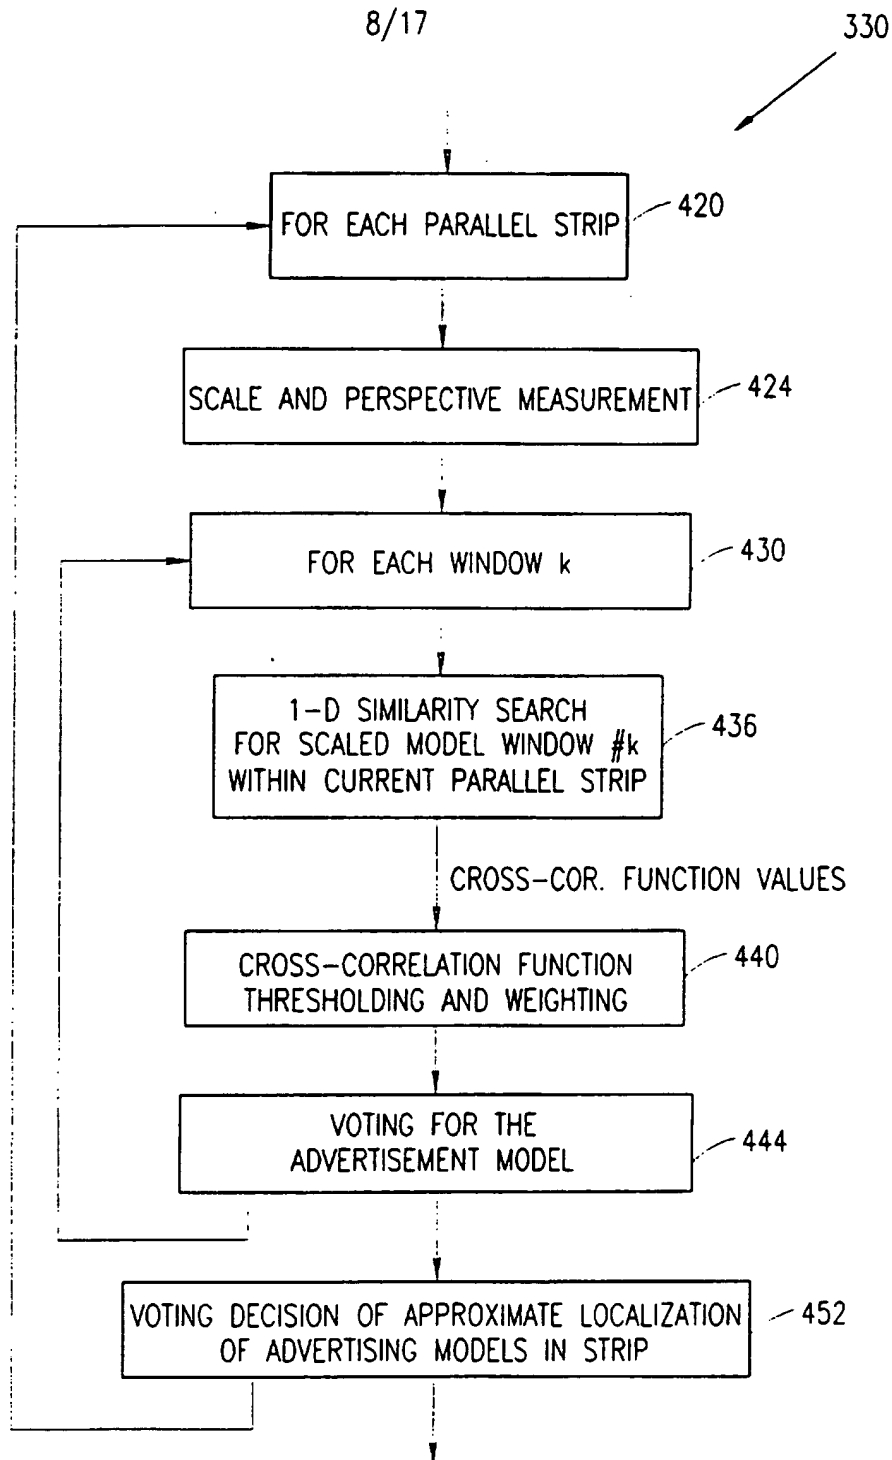 8/17
330
FOR EACH PARALLEL STRIP
420
SCALE AND PERSPECTIVE MEASUREMENT
424
FOR EACH WINDOW k
430
1-D SIMILARITY SEARCH
FOR SCALED MODEL WINDOW #k
WITHIN CURRENT PARALLEL STRIP
436
CROSS-COR. FUNCTION VALUES
CROSS-CORRELATION FUNCTION
THRESHOLDING AND WEIGHTING
440
VOTING FOR THE
ADVERTISEMENT MODEL
444
VOTING DECISION OF APPROXIMATE LOCALIZATION
OF ADVERTISING MODELS IN STRIP
452